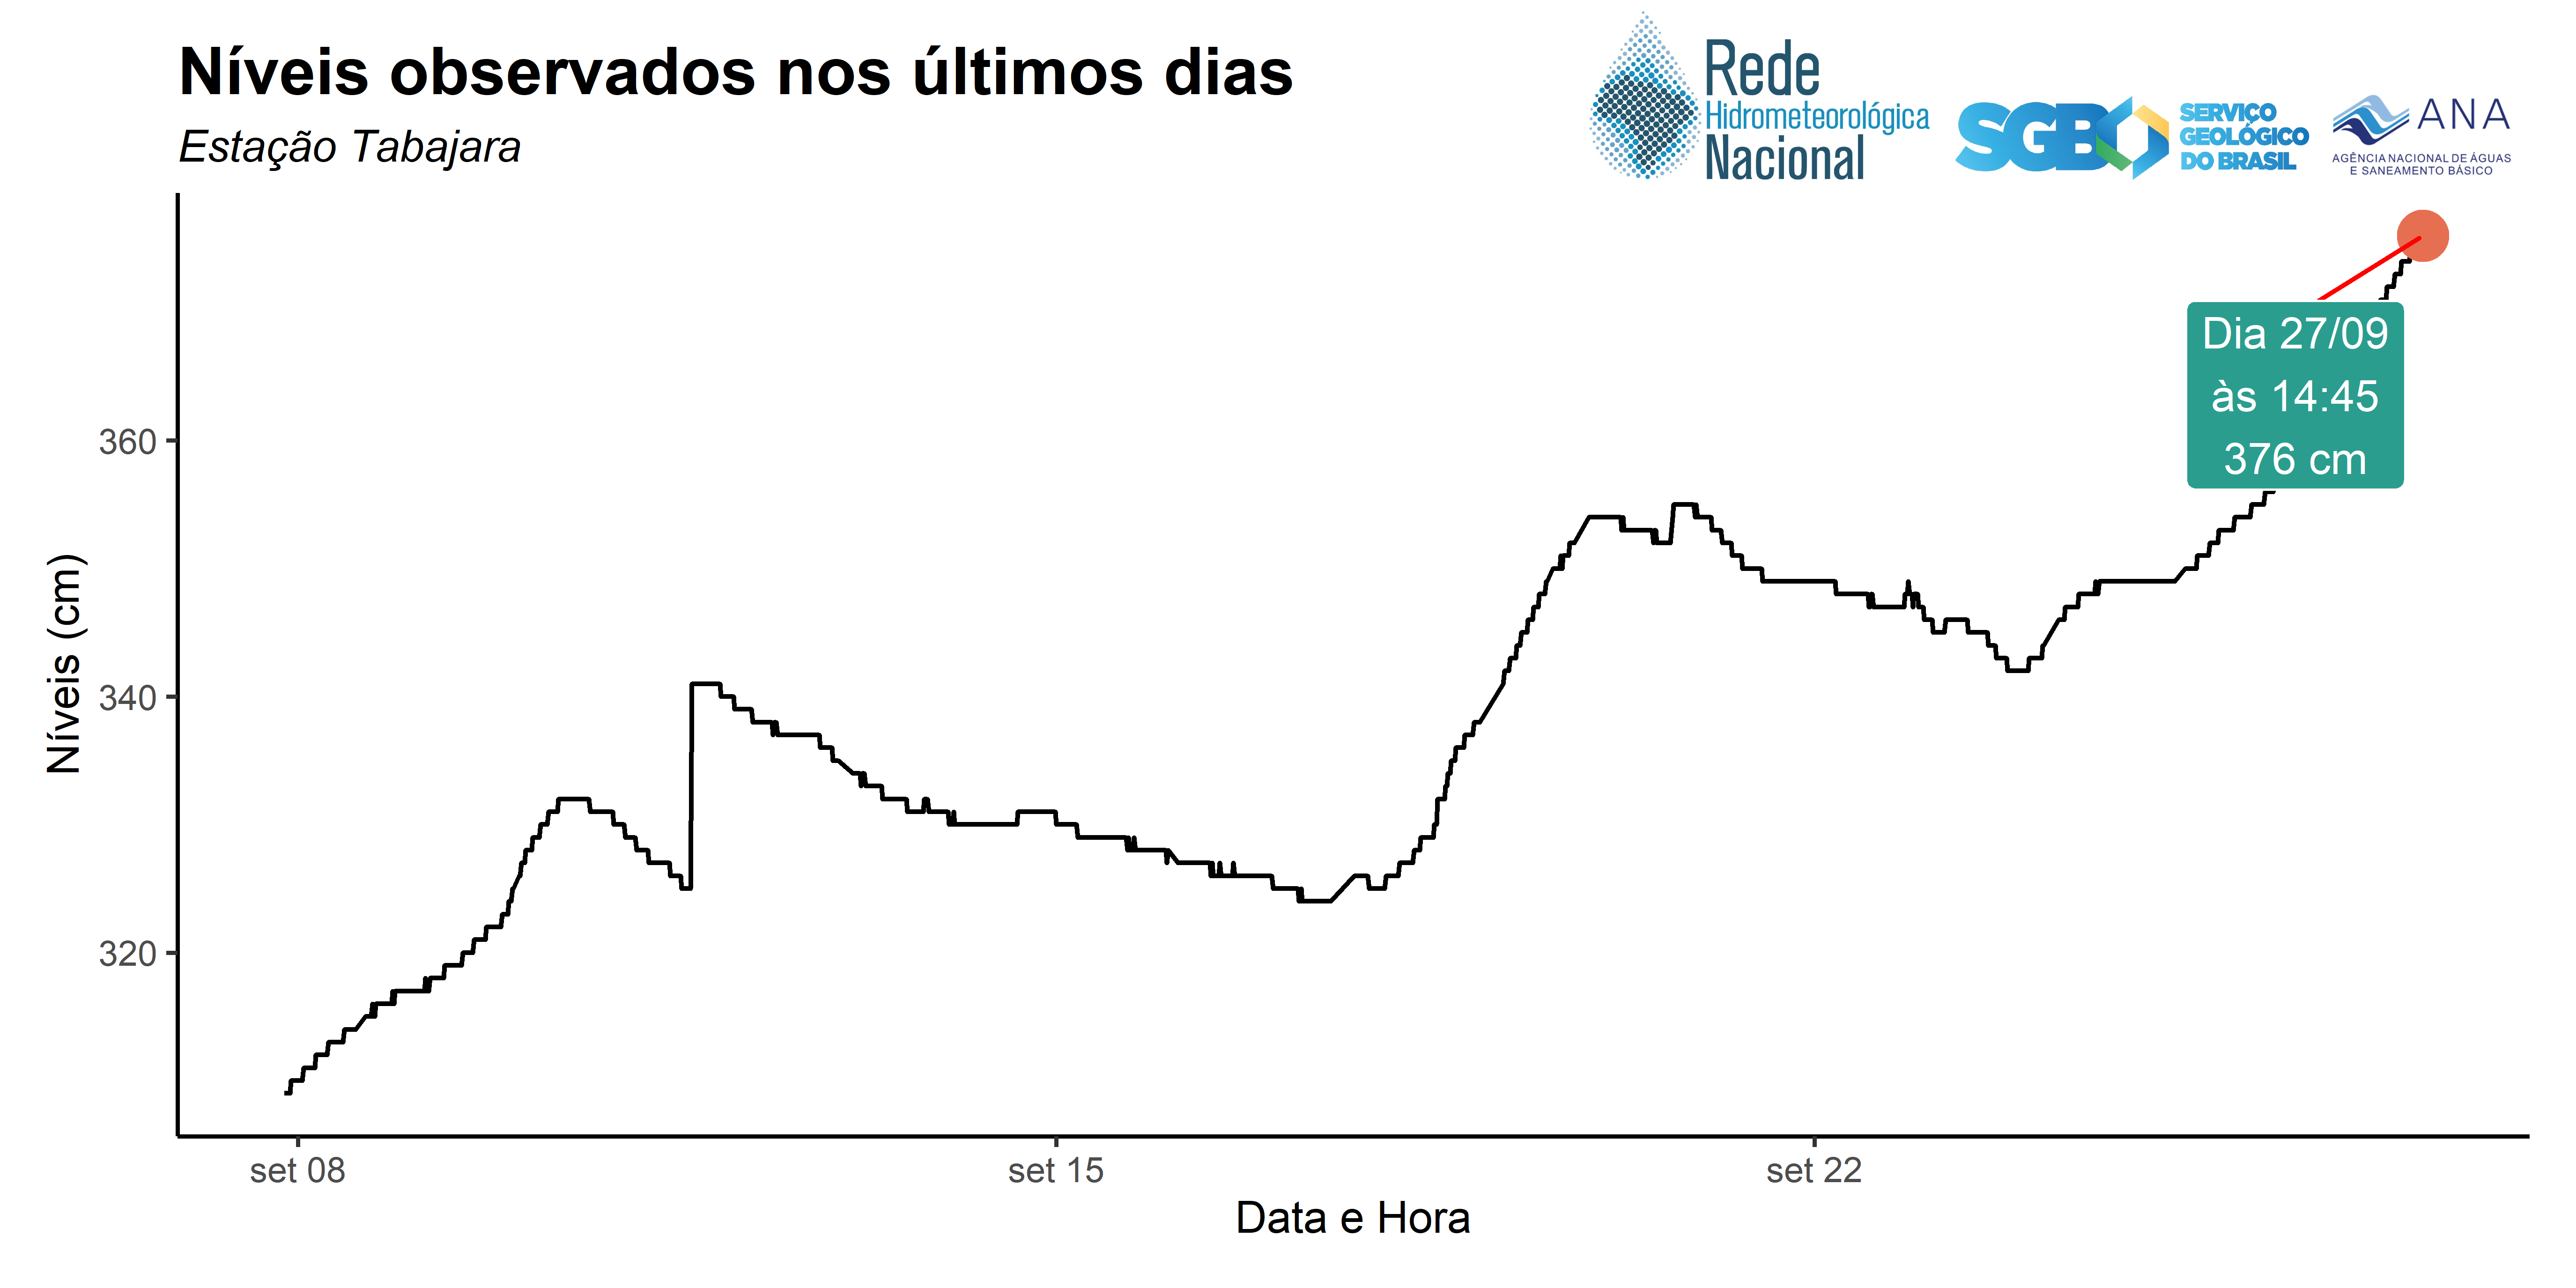 Níveis observados nos últimos dias
Estação Tabajara
Rede
Hidrometeorológica
Nacional
SGB
SERVIÇO
GEOLÓGICO
DO BRASIL
ANA
AGÊNCIA NACIONAL DE ÁGUAS
E SANEAMENTO BÁSICO
Dia 27/09
às 14:45
376 cm
Níveis (cm)
360
340
320
set 08
set 15
set 22
Data e Hora